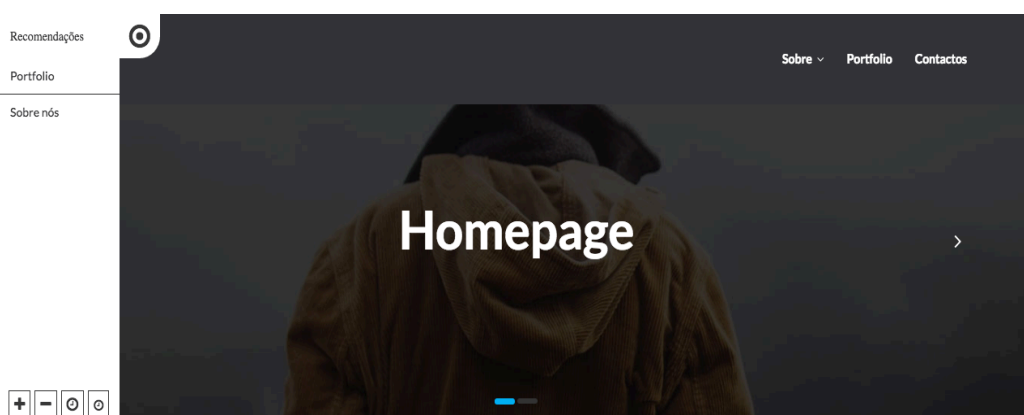 Recomendações
Portfolio
Sobre nós
Sobre Portfolio Contactos
Homepage